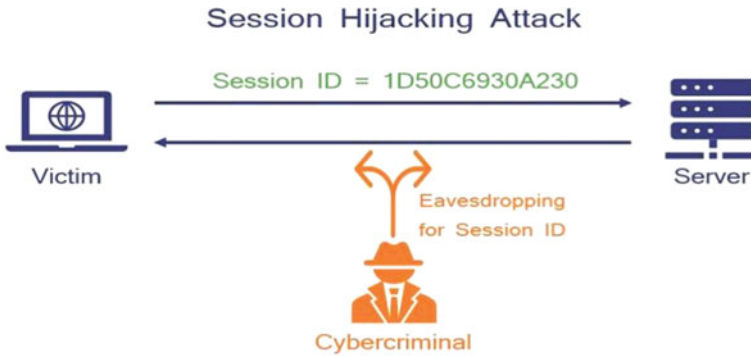 Session Hijacking Attack
Session ID = 1D50C6930A230
Victim
Server
Eavesdropping
for Session ID
Cybercriminal